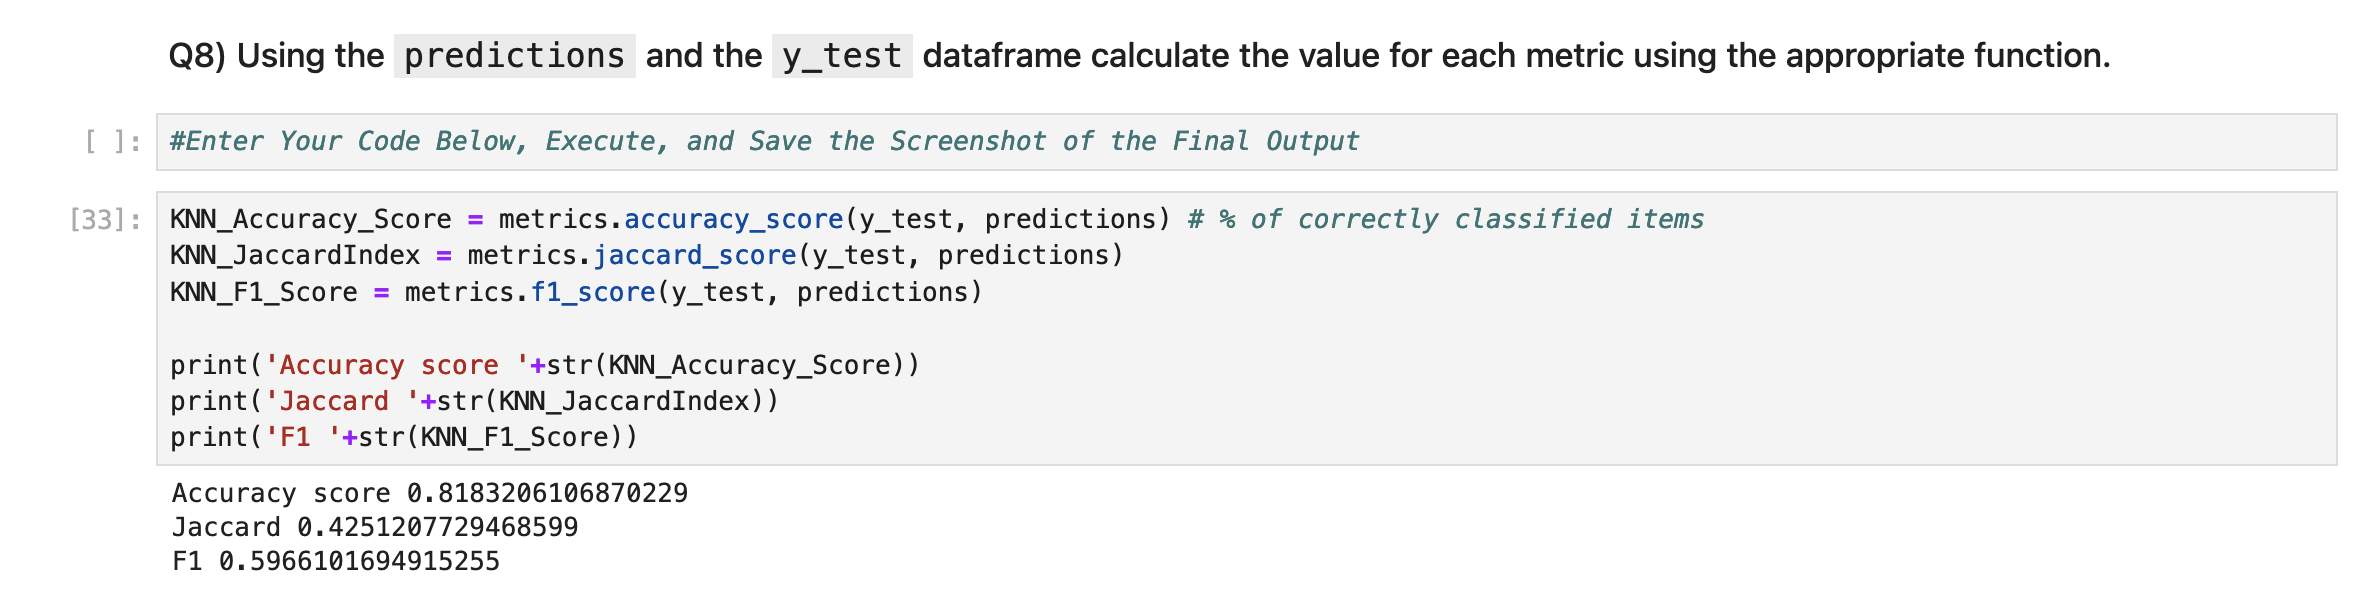 Q8) Using the predictions and the y_test dataframe calculate the value for each metric using the appropriate function.
[ ]: #Enter Your Code Below, Execute, and Save the Screenshot of the Final Output
[33]: KNN_Accuracy_Score = metrics.accuracy_score(y_test, predictions) # % of correctly classified items
KNN_JaccardIndex = metrics.jaccard_score(y_test, predictions)
KNN_F1_Score = metrics.f1_score(y_test, predictions)
print('Accuracy score '+str(KNN_Accuracy_Score))
print('Jaccard '+str(KNN_JaccardIndex))
print('F1 '+str(KNN_F1_Score))
Accuracy score 0.8183206106870229
Jaccard 0.4251207729468599
F1 0.5966101694915255